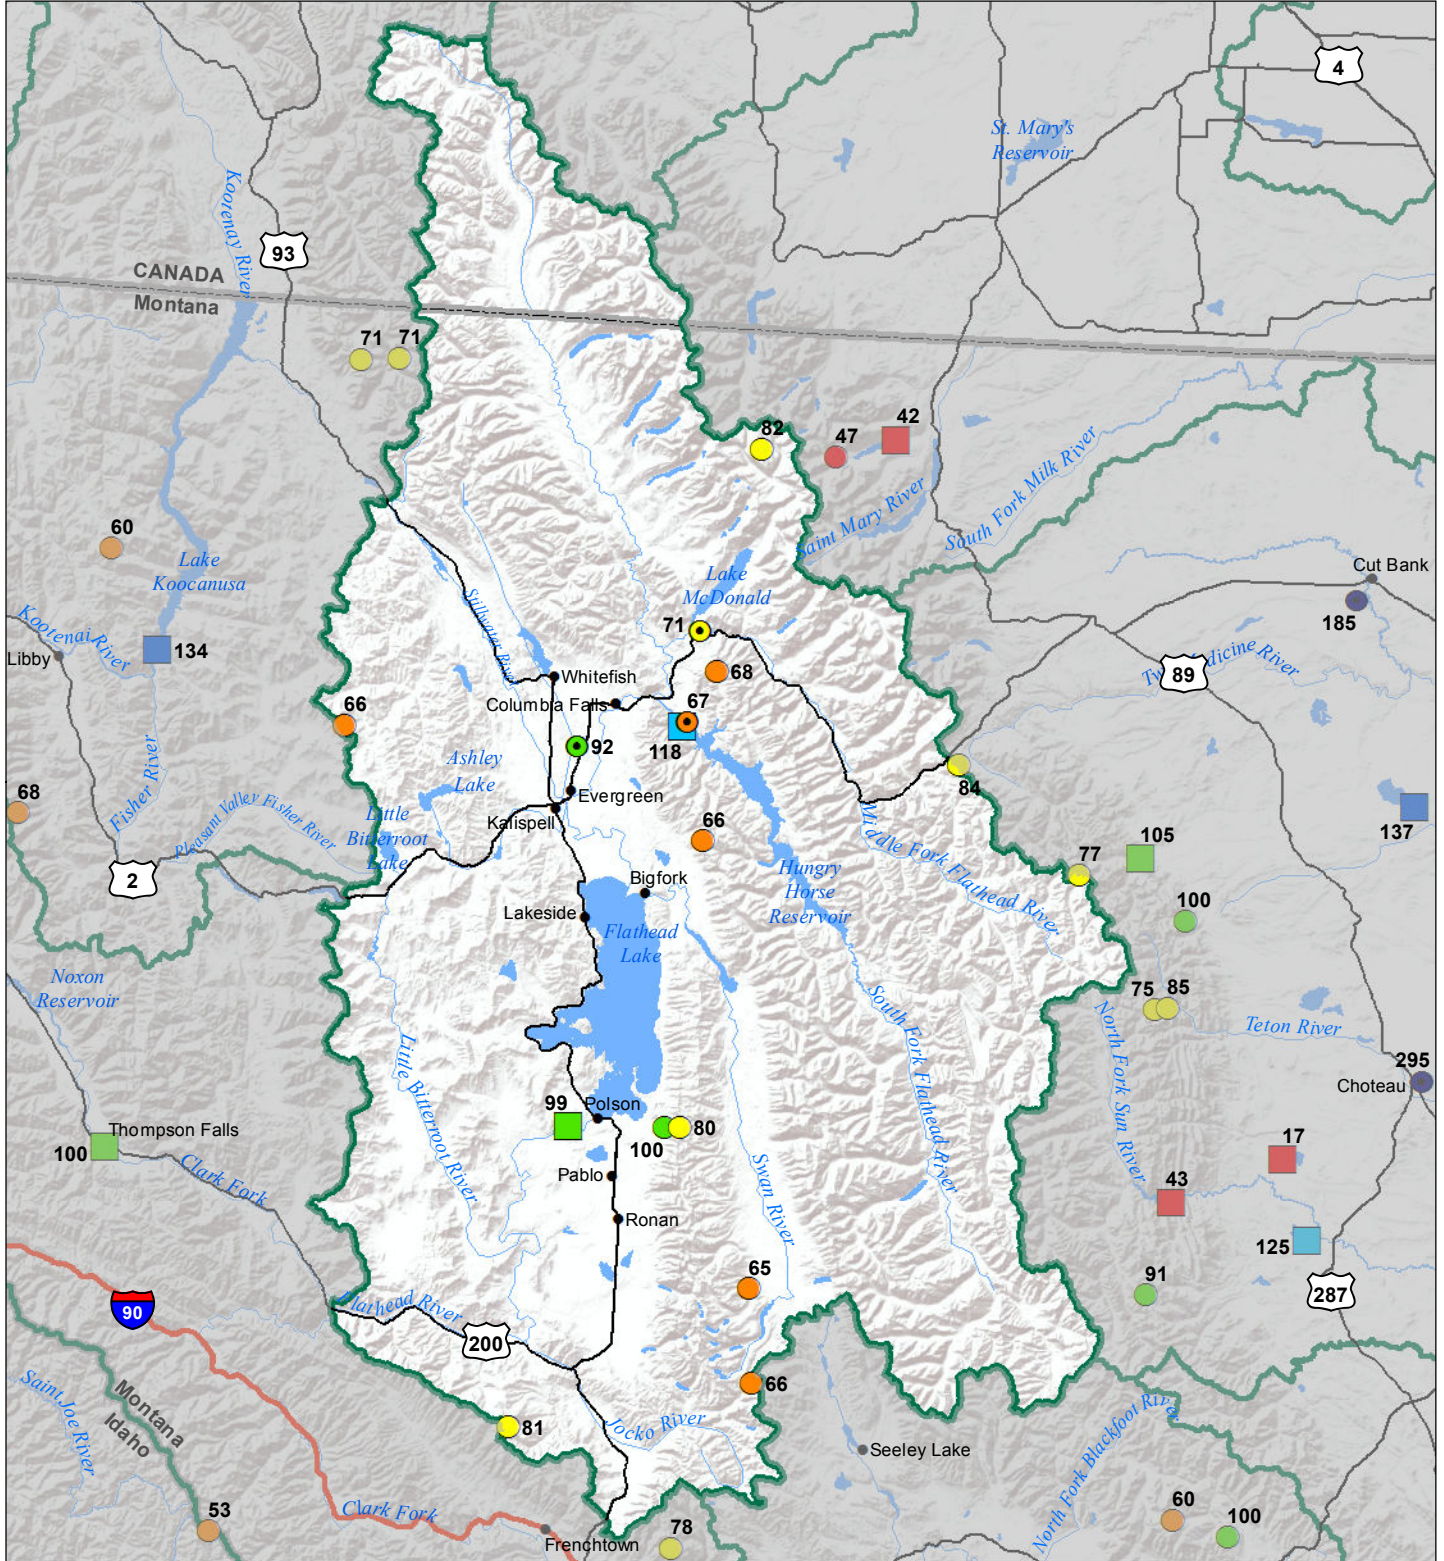 4
St. Mary's
Reservoir
Kootenay River
93
CANADA
Montana
71
71
82
47
42
Saint Mary River
South Fork Milk River
60
Lake
Koocanusa
Cut Bank
185
Lake
McDonald
Stillwater River
Kootenai River
Libby
134
71
68
Whitefish
Columbia Falls
67
118
89
Two Medicine River
66
92
Ashley
Lake
Evergreen
Kalispell
84
68
Fisher River
Pleasant Valley Fisher River
Little
Bitterroot
Lake
2
66
Middle Fork Flathead River
137
105
77
Hungry
Horse
Reservoir
Bigfork
Lakeside
Flathead
Lake
100
Noxon
Reservoir
75
85
North Fork Sun River
Teton River
South Fork Flathead River
Little Bitterroot River
295
Choteau
99
Polson
100
80
Thompson Falls
100
Clark Fork
Pablo
Ronan
Swan River
17
43
125
91
287
65
90
Flathead River
200
66
Montana
Idaho
Saint Joe River
81
Jocko River
Seeley Lake
North Fork Blackfoot River
53
Clark Fork
Frenchtown
78
60
100